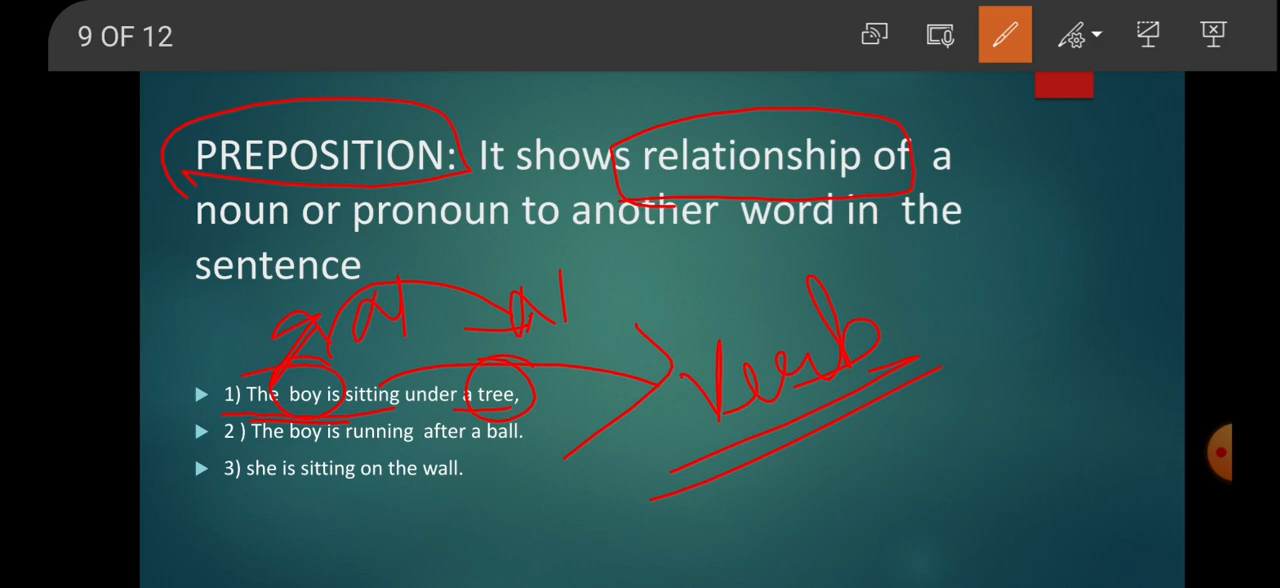 9 OF 12
PREPOSITION: It shows relationship of a
noun or pronoun to another word in the
sentence
Verb
1) The boy is sitting under a tree,
2 ) The boy is running after a ball.
3) she is sitting on the wall.